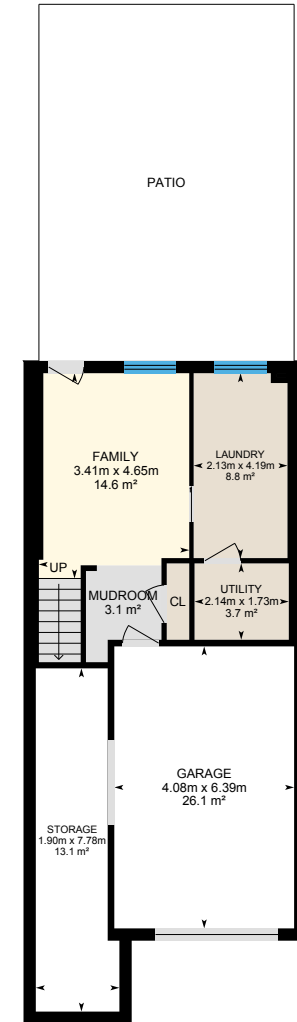 PATIO
FAMILY
3.41m x 4.65m
14.6 m²
LAUNDRY
2.13m x 4.19m
8.8 m²
UP
MUDROOM
3.1 m²
CL
UTILITY
2.14m x 1.73m
3.7 m²
GARAGE
4.08m x 6.39m
26.1 m²
STORAGE
1.90m x 7.78m
13.1 m²